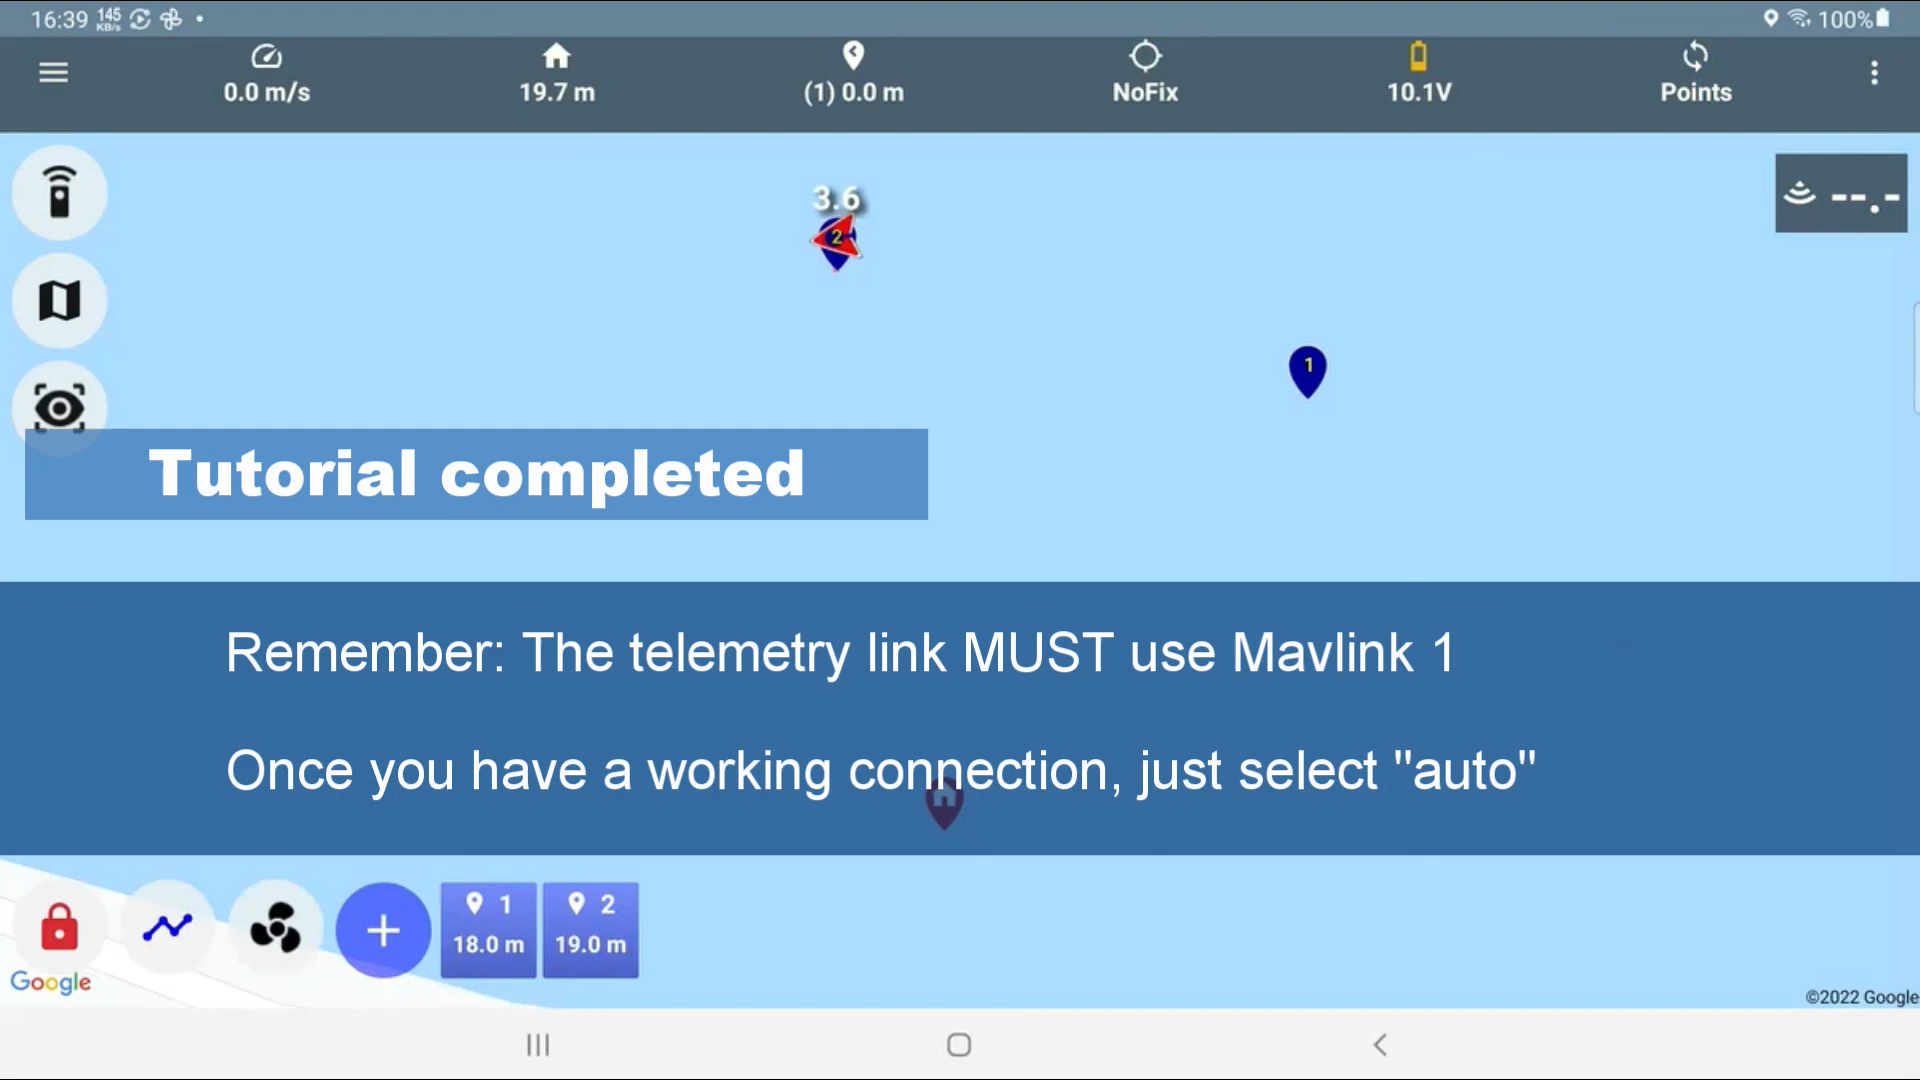 16:39 145 KB/s 100%
0.0 m/s 19.7 m (1) 0.0 m NoFix 10.1V Points
3.6
--.-
2
1
Tutorial completed
Remember: The telemetry link MUST use Mavlink 1
Once you have a working connection, just select "auto"
1 2
18.0 m 19.0 m
Google
©2022 Google